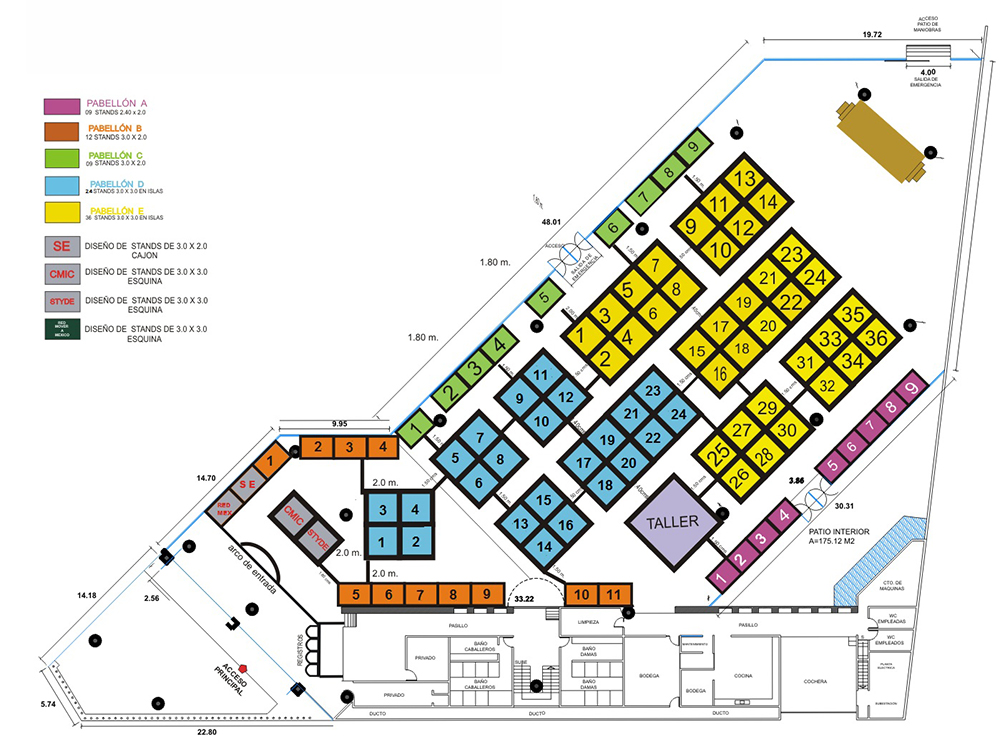 ACCESO
PATIO DE
MANIOBRAS
19.72
4.00
SALIDA DE
EMERGENCIA
PABELLÓN A
09 STANDS 2.40 x 2.0
PABELLÓN B
12 STANDS 3.0 X 2.0
PABELLÓN C
09 STANDS 3.0 X 2.0
PABELLÓN D
24 STANDS 3.0 X 3.0 EN ISLAS
PABELLÓN E
36 STANDS 3.0 X 3.0 EN ISLAS
SE
DISEÑO DE STANDS DE 3.0 X 2.0
CAJON
CMIC
DISEÑO DE STANDS DE 3.0 X 3.0
ESQUINA
STYDE
DISEÑO DE STANDS DE 3.0 X 3.0
ESQUINA
RED
MOVER
A
MEXICO
DISEÑO DE STANDS DE 3.0 X 3.0
ESQUINA
48.01
1.80 m.
1.80 m.
ACCESO
SALIDA DE
EMERGENCIA
1 2 3 4 5 6 7 8 9
1 2 3 4 5 6 7 8
9 10 11 12 13 14
15 16 17 18 19 20 21 22 23 24
25 26 27 28 29 30
31 32 33 34 35 36
1 2 3 4
5 6 7 8
9 10 11 12
13 14 15 16
17 18 19 20 21 22 23 24
TALLER
1 2 3 4 5 6 7 8 9
3.86
30.31
PATIO INTERIOR
A=175.12 M2
9.95
14.70
1 2 3 4
SE
RED
MEX
CMIC
STYDE
2.0 m.
2.0 m.
2.0 m.
5 6 7 8 9
10 11
33.22
arco de entrada
14.18
2.56
5.74
22.80
ACCESO
PRINCIPAL
REGISTROS
PASILLO
LIMPIEZA
PASILLO
PRIVADO
PRIVADO
BAÑO
CABALLEROS
BAÑO
CABALLEROS
SUBE
BAÑO
DAMAS
BAÑO
DAMAS
BODEGA
BODEGA
COCINA
COCHERA
CTO. DE
MAQUINAS
WC
EMPLEADAS
WC
EMPLEADOS
SUBESTACIÓN
DUCTO
DUCTO
DUCTO